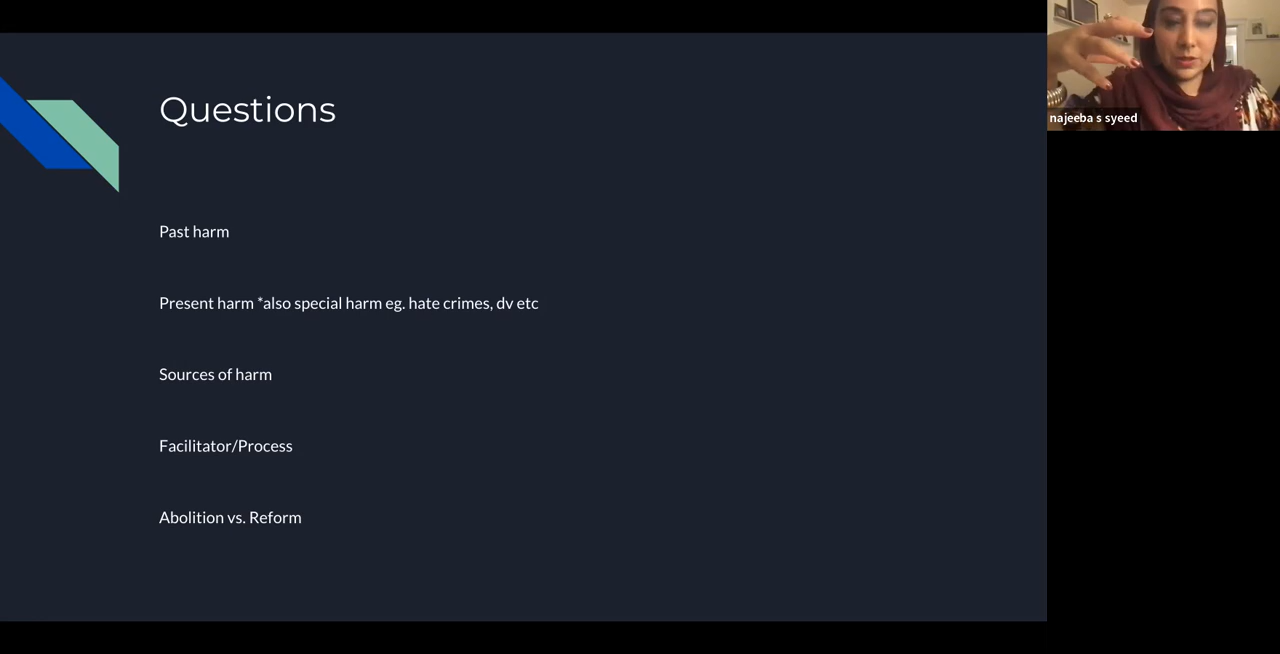 Questions
Past harm
Present harm *also special harm eg. hate crimes, dv etc
Sources of harm
Facilitator/Process
Abolition vs. Reform
najeeba s syeed